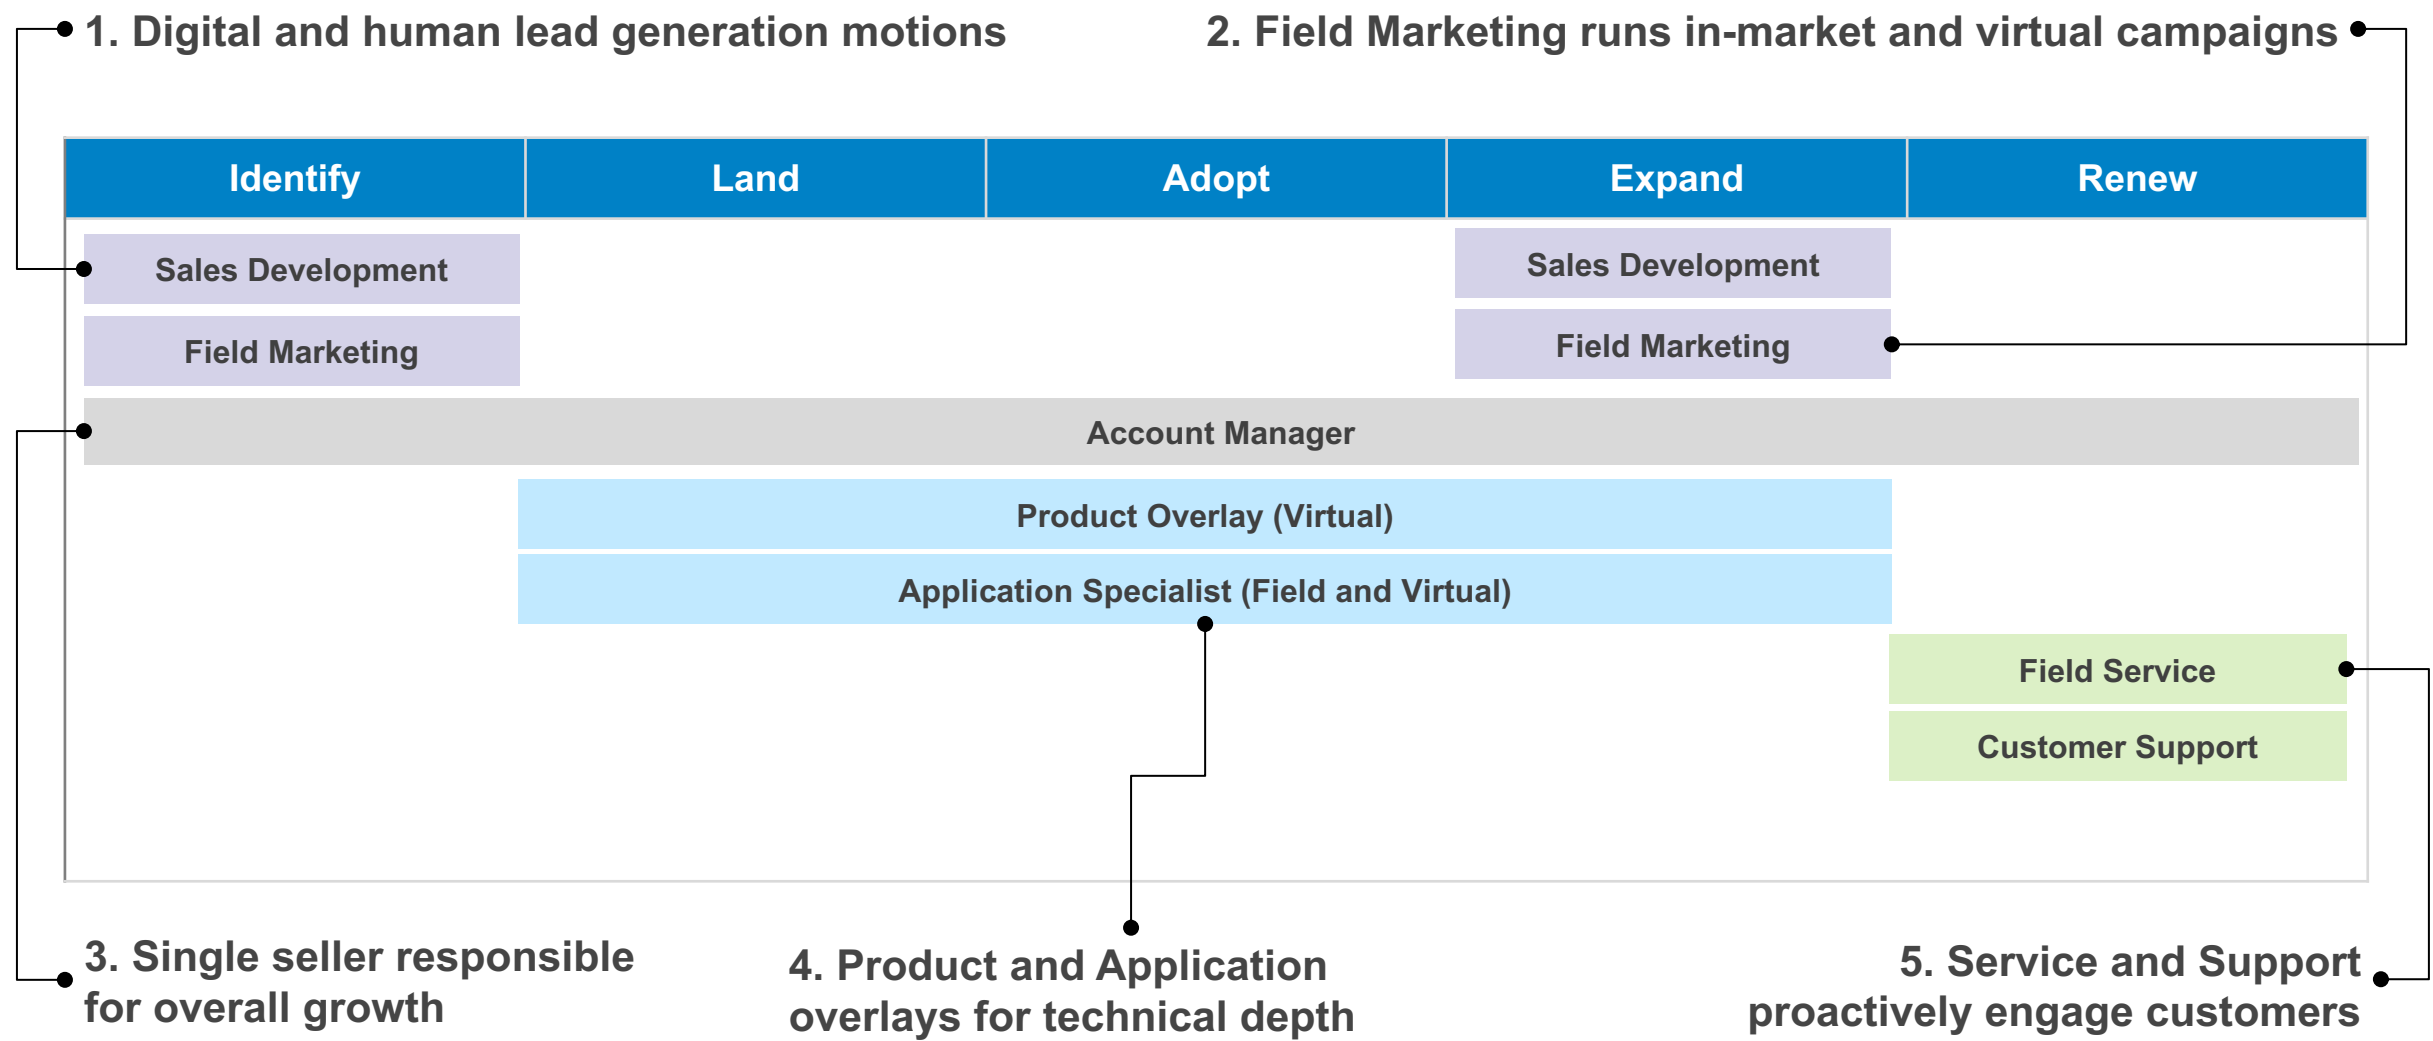 1. Digital and human lead generation motions
2. Field Marketing runs in-market and virtual campaigns
Identify
Land
Adopt
Expand
Renew
Sales Development
Sales Development
Field Marketing
Field Marketing
Account Manager
Product Overlay (Virtual)
Application Specialist (Field and Virtual)
Field Service
Customer Support
3. Single seller responsible
for overall growth
4. Product and Application
overlays for technical depth
5. Service and Support
proactively engage customers